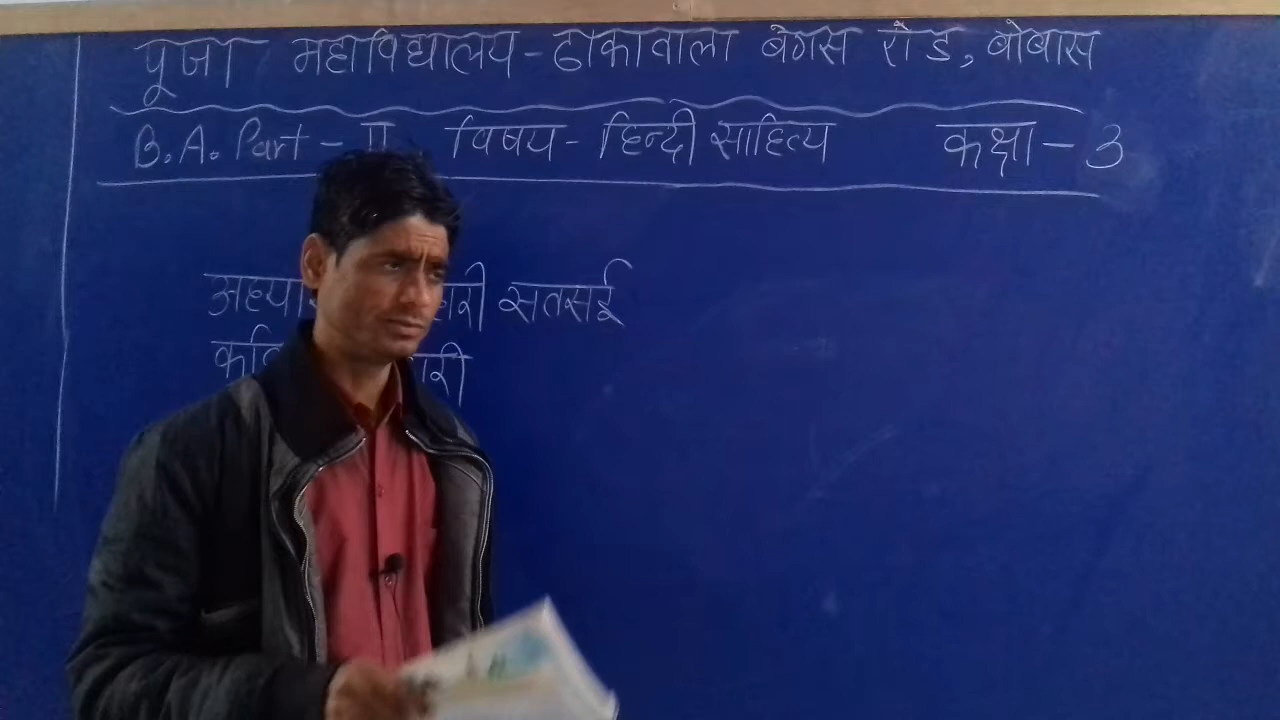 पूजा महाविद्यालय - ढाकावाला बेगस रोड, बोबास
B.A. Part - II विषय - हिन्दी साहित्य कक्षा - 3
सतसई